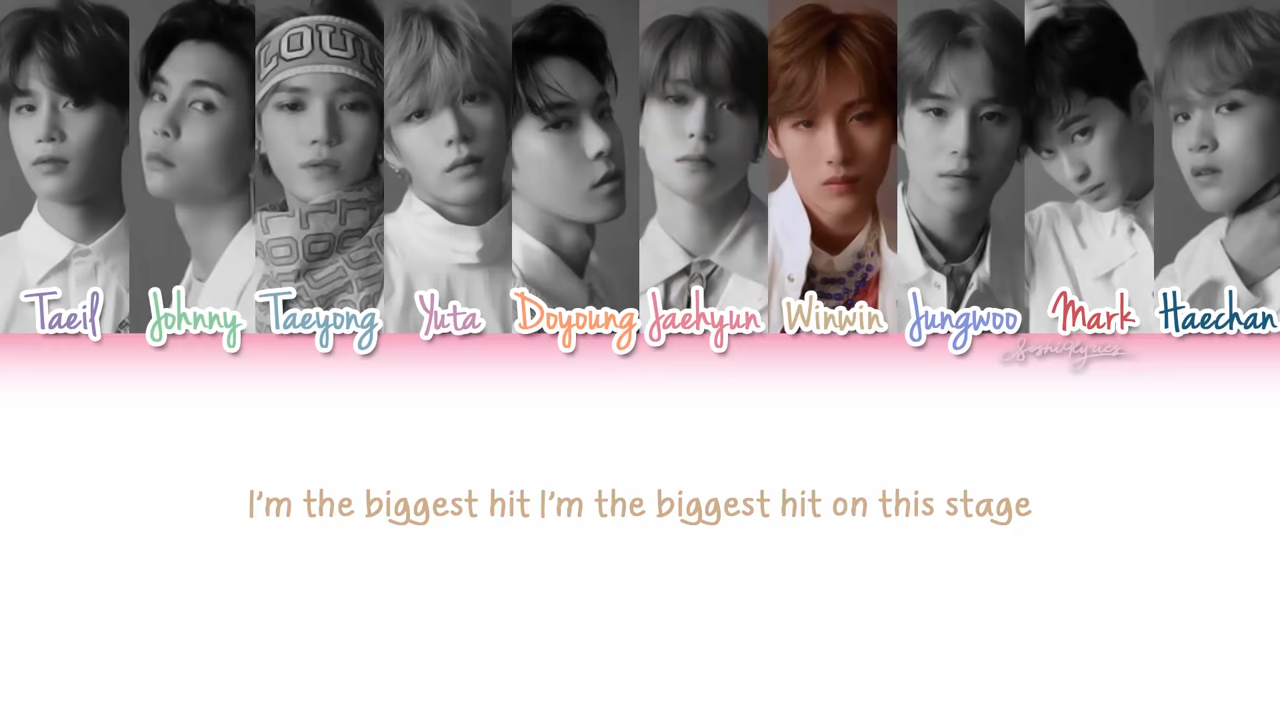 LOUI
Taeil Johnny Taeyong Yuta Doyoung Jaehyun Winwin Jungwoo Mark Haechan
I'm the biggest hit I'm the biggest hit on this stage